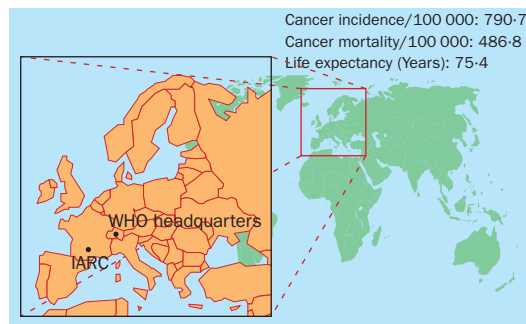 Cancer incidence/100 000: 790·7
Cancer mortality/100 000: 486·8
Life expectancy (Years): 75·4
WHO headquarters
IARC